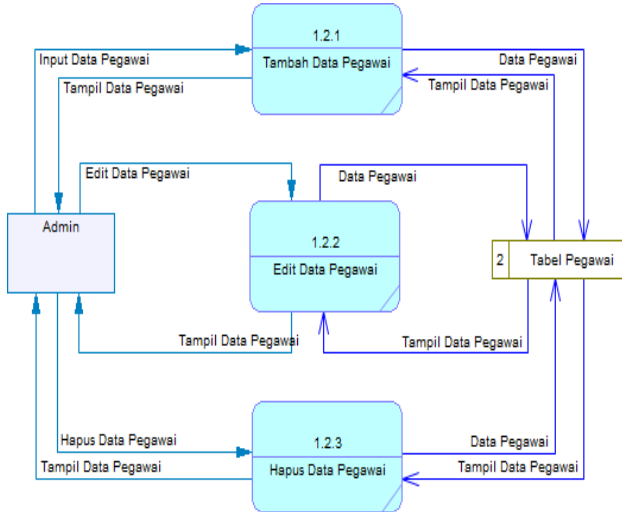 1.2.1
Input Data Pegawai
Tambah Data Pegawai
Data Pegawai
Tampil Data Pegawai
Tampil Data Pegawai
Edit Data Pegawai
Data Pegawai
Admin
1.2.2
Edit Data Pegawai
2
Tabel Pegawai
Tampil Data Pegawai
Tampil Data Pegawai
Hapus Data Pegawai
1.2.3
Data Pegawai
Tampil Data Pegawai
Hapus Data Pegawai
Tampil Data Pegawai